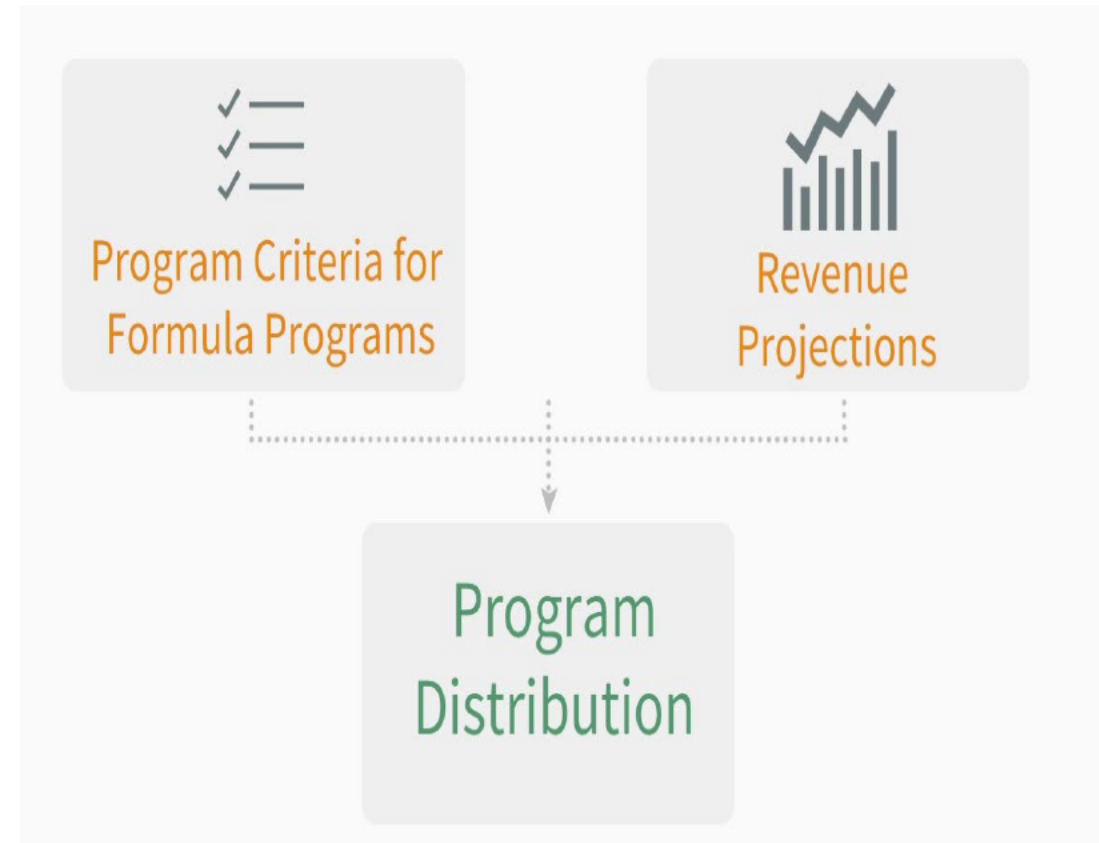 Program Criteria for
Formula Programs
Revenue
Projections
Program
Distribution